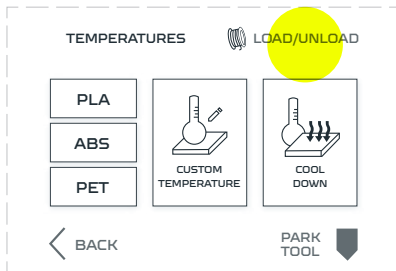 TEMPERATURES LOAD/UNLOAD
PLA
ABS
PET
CUSTOM
TEMPERATURE
COOL
DOWN
BACK
PARK
TOOL